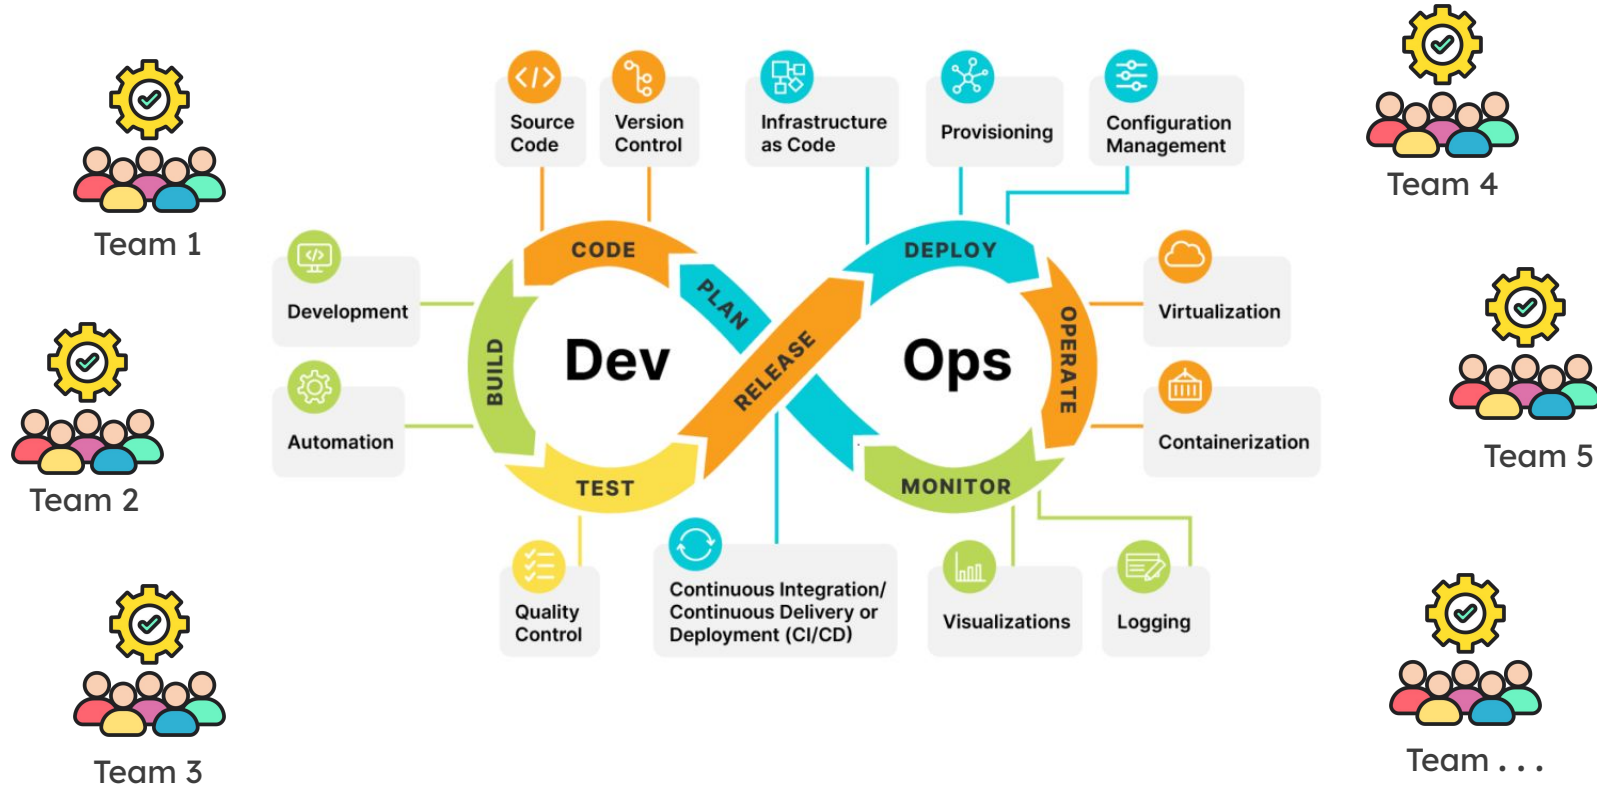 Team 1
Team 2
Team 3
Source
Code
Version
Control
Infrastructure
as Code
Provisioning
Configuration
Management
Development
Automation
CODE
PLAN
BUILD
Dev
TEST
RELEASE
DEPLOY
Ops
OPERATE
MONITOR
Virtualization
Containerization
Quality
Control
Continuous Integration/
Continuous Delivery or
Deployment (CI/CD)
Visualizations
Logging
Team 4
Team 5
Team . . .